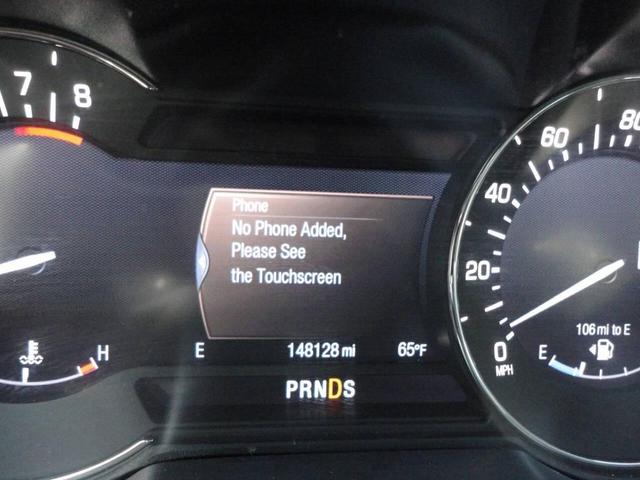 7
8
80
60
40
20
0
MPH
Phone
No Phone Added,
Please See
the Touchscreen
H
E
148128 mi
65°F
106 mi to E
E
PRNDS